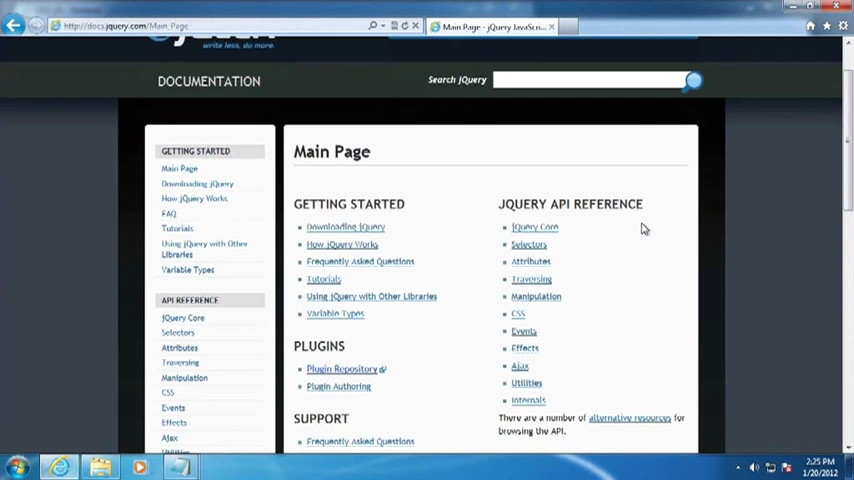 http://docs.jquery.com/Main_Page
Main Page - jQuery JavaScri...
write less, do more.
DOCUMENTATION
Search jQuery
GETTING STARTED
Main Page
Downloading jQuery
How jQuery Works
FAQ
Tutorials
Using jQuery with Other
Libraries
Variable Types
API REFERENCE
jQuery Core
Selectors
Attributes
Traversing
Manipulation
CSS
Events
Effects
Ajax
Main Page
GETTING STARTED
Downloading jQuery
How jQuery Works
Frequently Asked Questions
Tutorials
Using jQuery with Other Libraries
Variable Types
PLUGINS
Plugin Repository
Plugin Authoring
SUPPORT
Frequently Asked Questions
JQUERY API REFERENCE
jQuery Core
Selectors
Attributes
Traversing
Manipulation
CSS
Events
Effects
Ajax
Utilities
Internals
There are a number of alternative resources for
browsing the API.
2:25 PM
1/20/2012